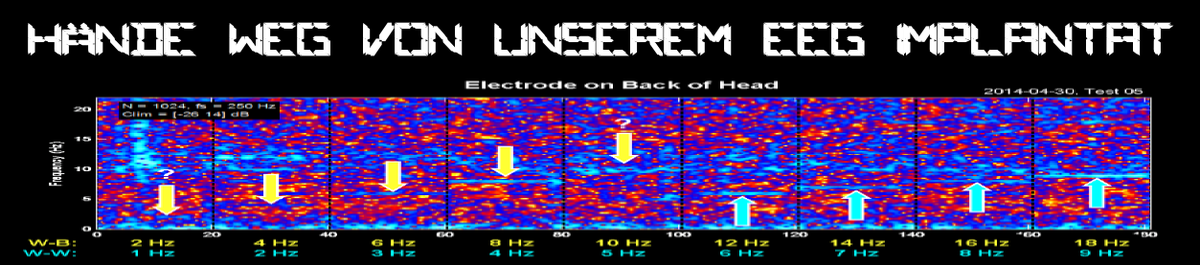 HÄNDE WEG VON UNSEREM EEG IMPLANTAT
Electrode on Back of Head
2014-04-30, Test 05
N = 1024, fs = 250 Hz
Clim = [-26 14] dB
Frequency (Hz)
20
15
10
5
0
? ?
0 20 40 60 80 100 120 140 160 180
W-B: 2 Hz 4 Hz 6 Hz 8 Hz 10 Hz 12 Hz 14 Hz 16 Hz 18 Hz
W-W: 1 Hz 2 Hz 3 Hz 4 Hz 5 Hz 6 Hz 7 Hz 8 Hz 9 Hz